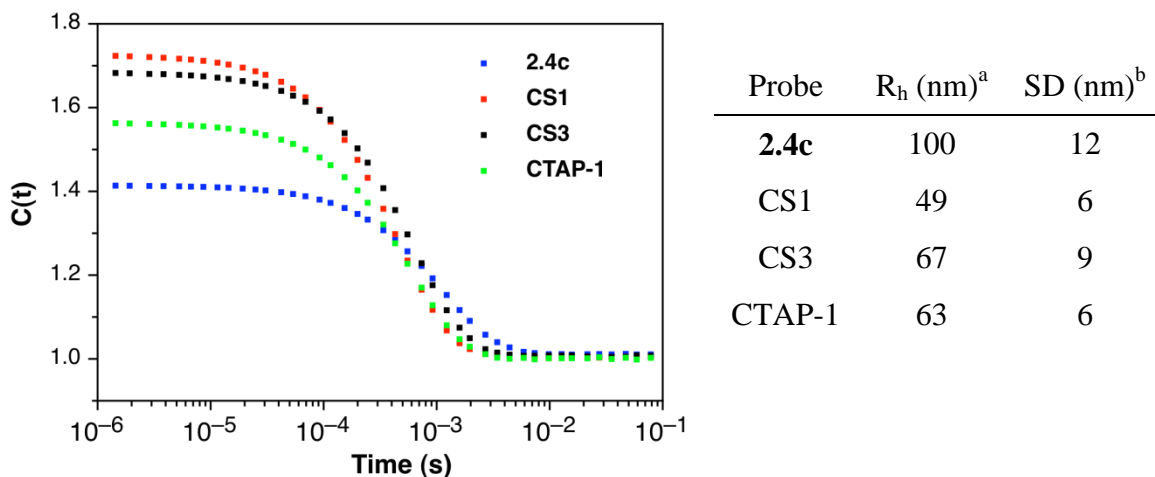 1.8
1.6
1.4
1.2
1.0
C(t)
10⁻⁶ 10⁻⁵ 10⁻⁴ 10⁻³ 10⁻² 10⁻¹
Time (s)
2.4c
CS1
CS3
CTAP-1
Probe Rₕ (nm)ᵃ SD (nm)ᵇ
2.4c 100 12
CS1 49 6
CS3 67 9
CTAP-1 63 6